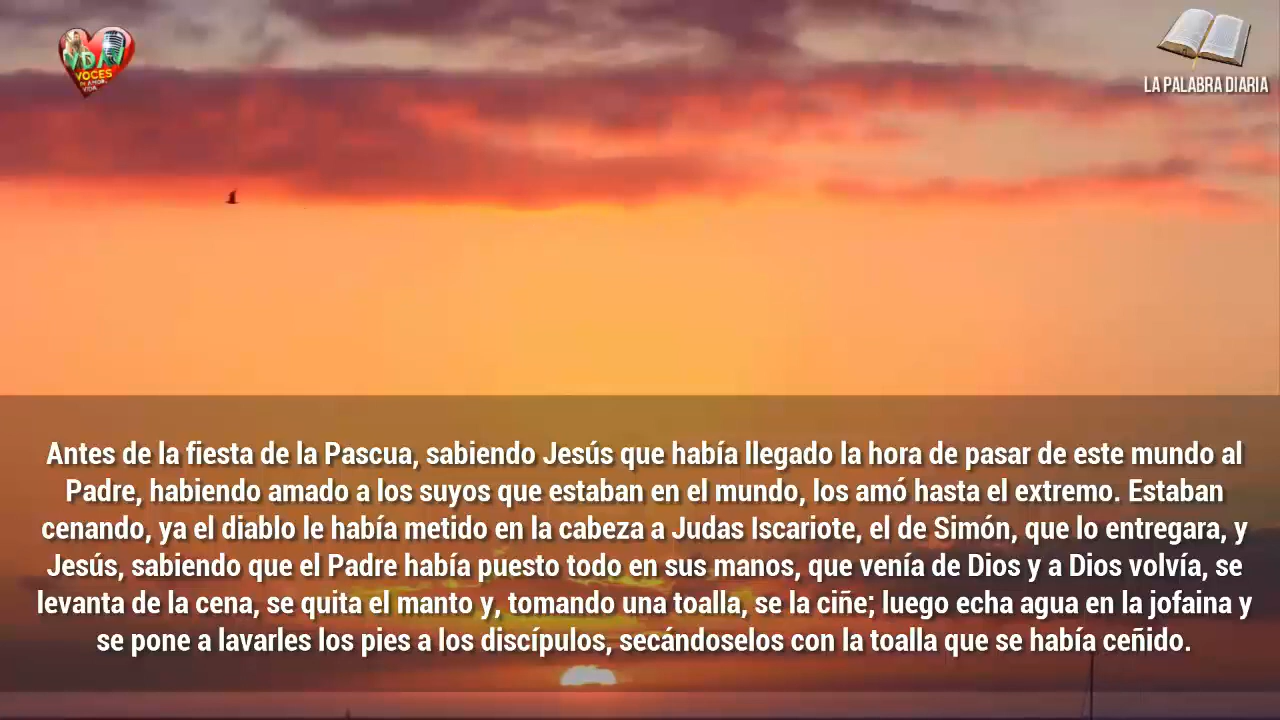 VDAV
VOCES
DE AMOR Y
VIDA
LA PALABRA DIARIA
Antes de la fiesta de la Pascua, sabiendo Jesús que había llegado la hora de pasar de este mundo al
Padre, habiendo amado a los suyos que estaban en el mundo, los amó hasta el extremo. Estaban
cenando, ya el diablo le había metido en la cabeza a Judas Iscariote, el de Simón, que lo entregara, y
Jesús, sabiendo que el Padre había puesto todo en sus manos, que venía de Dios y a Dios volvía, se
levanta de la cena, se quita el manto y, tomando una toalla, se la ciñe; luego echa agua en la jofaina y
se pone a lavarles los pies a los discípulos, secándoselos con la toalla que se había ceñido.